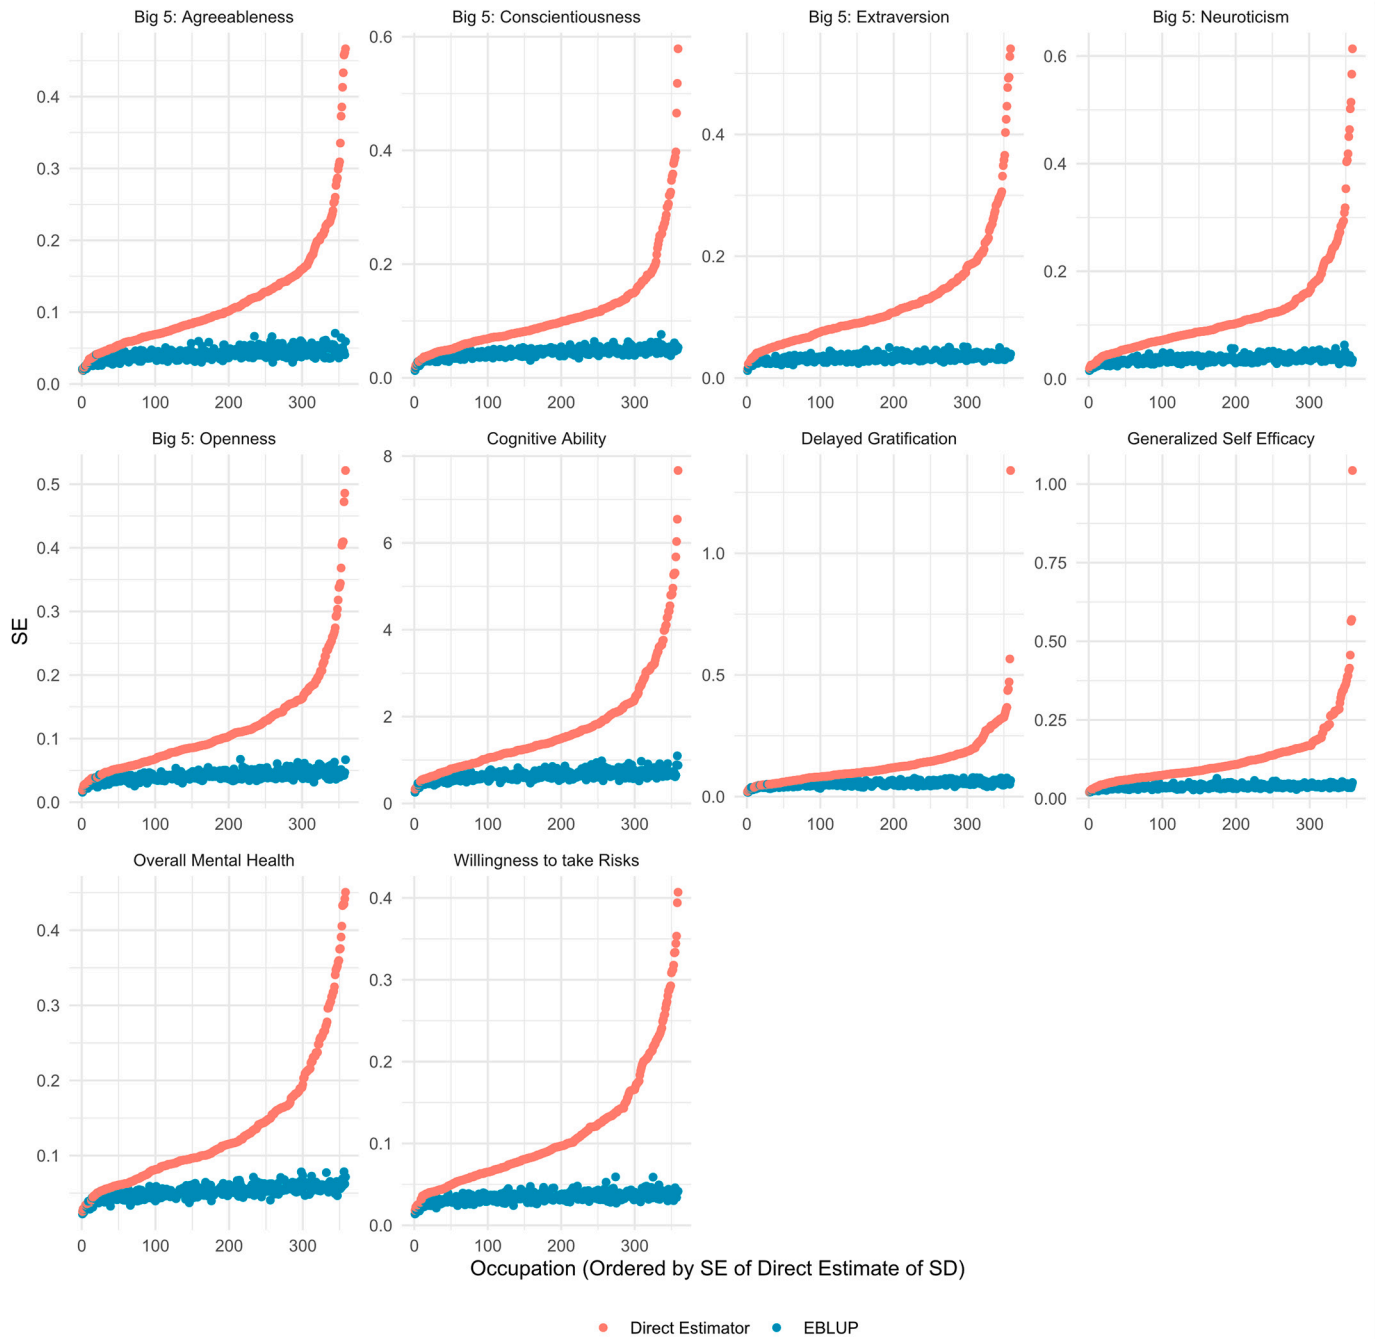 Big 5: Agreeableness
Big 5: Conscientiousness
Big 5: Extraversion
Big 5: Neuroticism
0.4
0.3
0.2
0.1
0.0
0.6
0.4
0.2
0.0
0.4
0.2
0.0
0.6
0.4
0.2
0.0
0 100 200 300
0 100 200 300
0 100 200 300
0 100 200 300
Big 5: Openness
Cognitive Ability
Delayed Gratification
Generalized Self Efficacy
SE
0.5
0.4
0.3
0.2
0.1
0.0
8
6
4
2
0
1.0
0.5
0.0
1.00
0.75
0.50
0.25
0.00
0 100 200 300
0 100 200 300
0 100 200 300
0 100 200 300
Overall Mental Health
Willingness to take Risks
0.4
0.3
0.2
0.1
0.4
0.3
0.2
0.1
0.0
0 100 200 300
0 100 200 300
Occupation (Ordered by SE of Direct Estimate of SD)
Direct Estimator EBLUP